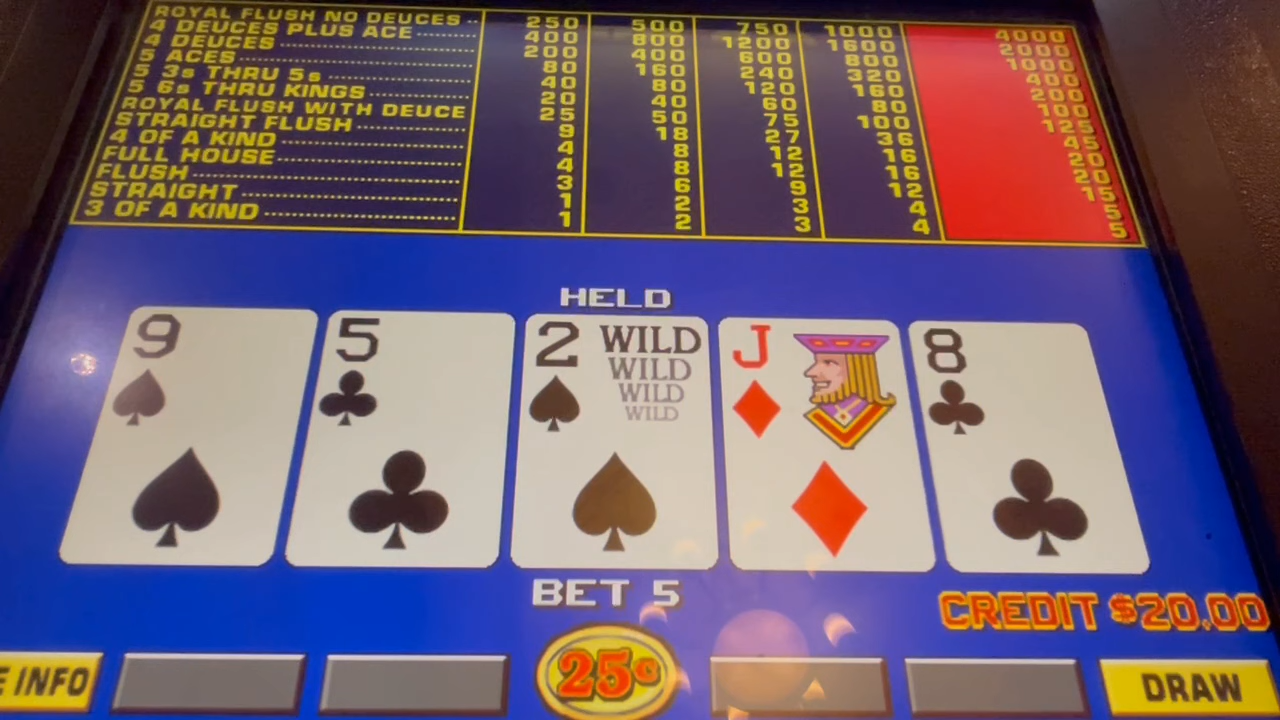 ROYAL FLUSH NO DEUCES .. 250 500 750 1000 4000
4 DEUCES PLUS ACE 400 800 1200 1600 2000
4 DEUCES 200 400 600 800 1000
5 ACES 80 160 240 320 400
5 3s THRU 5s 40 80 120 160 200
5 6s THRU KINGS 20 40 60 80 100
ROYAL FLUSH WITH DEUCE 25 50 75 100 125
STRAIGHT FLUSH 9 18 27 36 45
4 OF A KIND 4 8 12 16 20
FULL HOUSE 4 8 12 16 20
FLUSH 3 6 9 12 15
STRAIGHT 1 2 3 4 5
3 OF A KIND 1 2 3 4 5
HELD
9 5 2 WILD J 8
WILD
WILD
WILD
BET 5
CREDIT $20.00
E INFO 25¢ DRAW